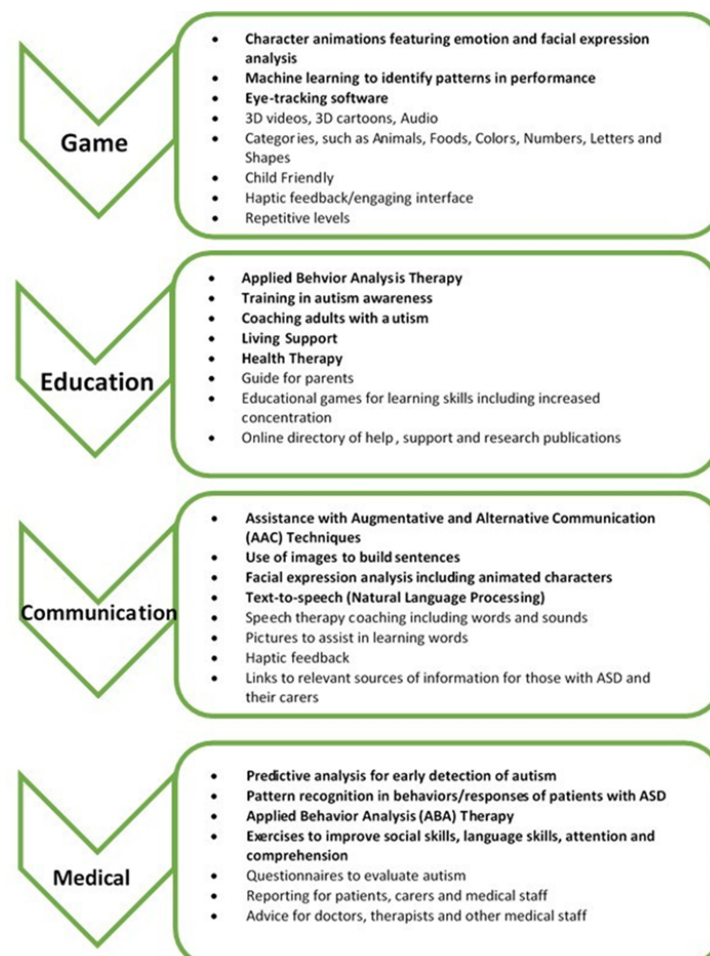 Game
• Character animations featuring emotion and facial expression
analysis
• Machine learning to identify patterns in performance
• Eye-tracking software
• 3D videos, 3D cartoons, Audio
• Categories, such as Animals, Foods, Colors, Numbers, Letters and
Shapes
• Child Friendly
• Haptic feedback/engaging interface
• Repetitive levels
Education
• Applied Behvior Analysis Therapy
• Training in autism awareness
• Coaching adults with autism
• Living Support
• Health Therapy
• Guide for parents
• Educational games for learning skills including increased
concentration
• Online directory of help, support and research publications
Communication
• Assistance with Augmentative and Alternative Communication
(AAC) Techniques
• Use of images to build sentences
• Facial expression analysis including animated characters
• Text-to-speech (Natural Language Processing)
• Speech therapy coaching including words and sounds
• Pictures to assist in learning words
• Haptic feedback
• Links to relevant sources of information for those with ASD and
their carers
Medical
• Predictive analysis for early detection of autism
• Pattern recognition in behaviors/responses of patients with ASD
• Applied Behavior Analysis (ABA) Therapy
• Exercises to improve social skills, language skills, attention and
comprehension
• Questionnaires to evaluate autism
• Reporting for patients, carers and medical staff
• Advice for doctors, therapists and other medical staff